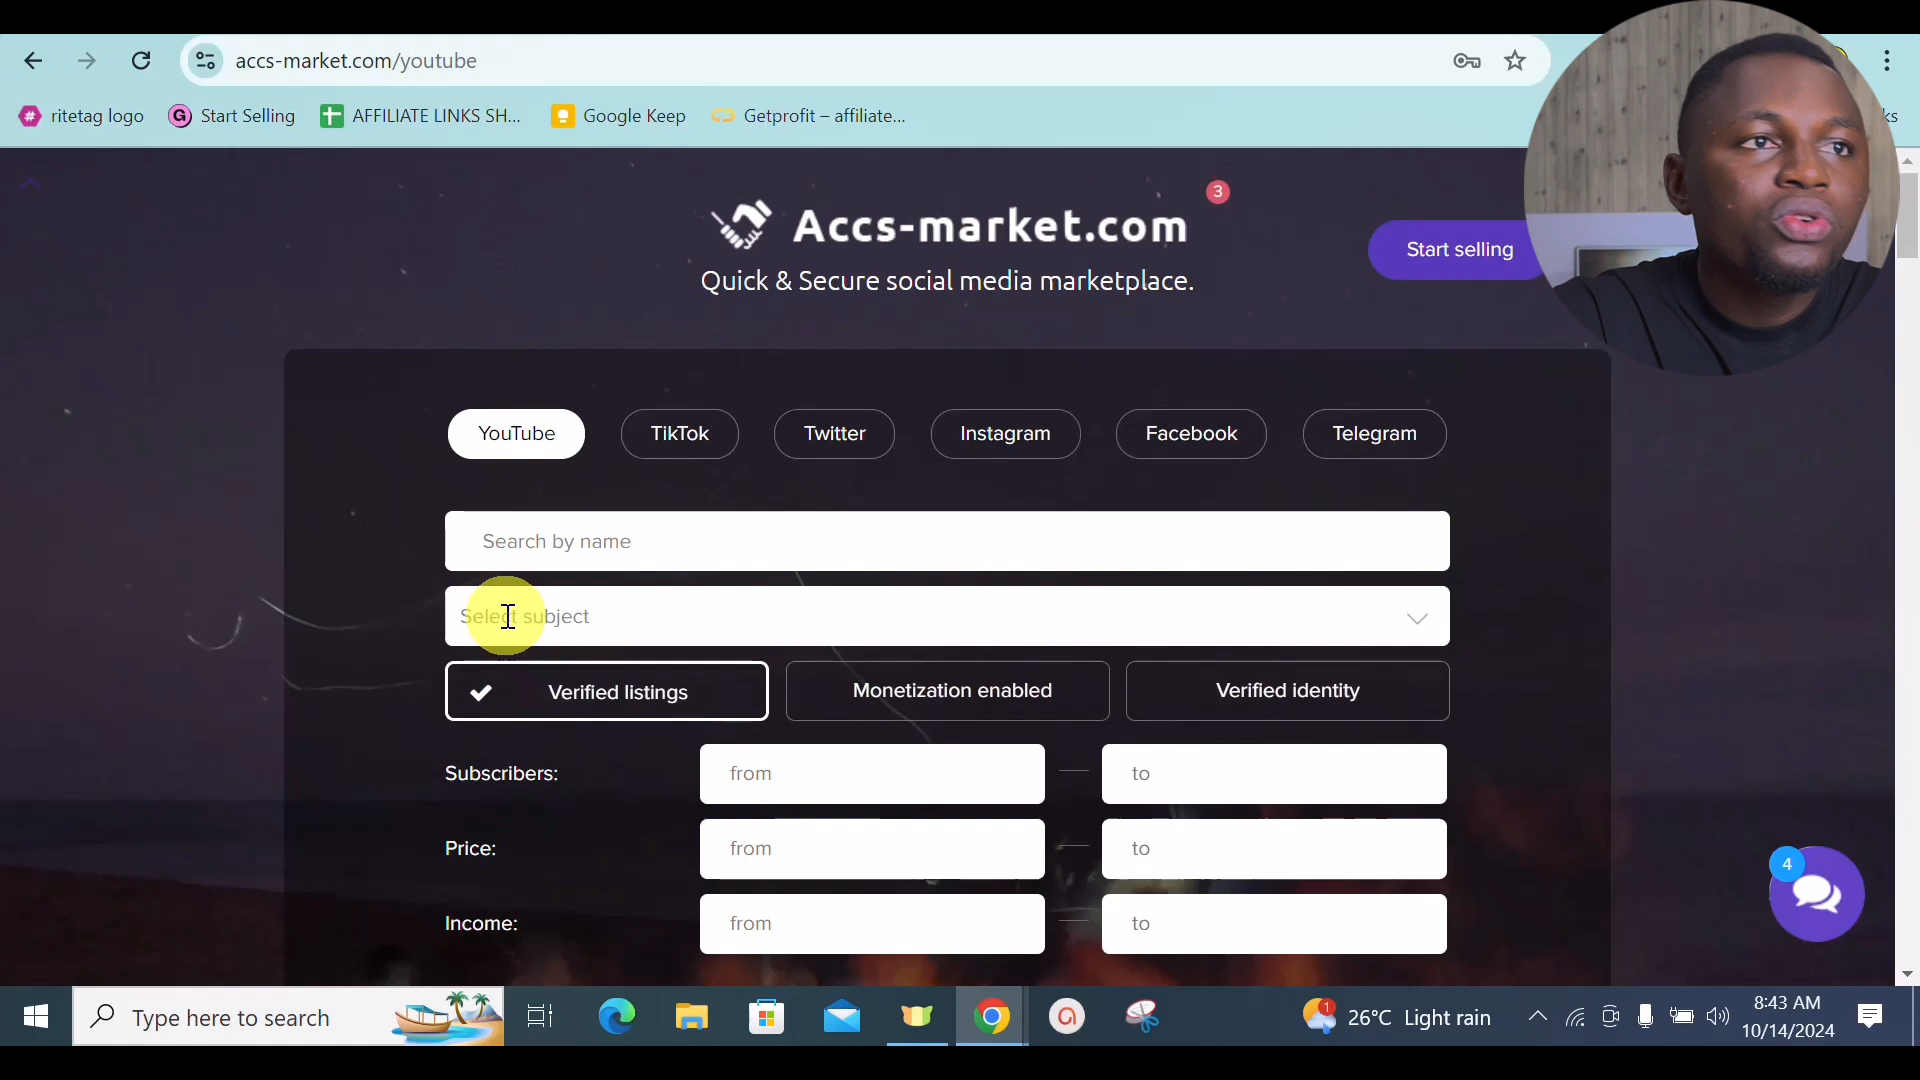 accs-market.com/youtube
ritetag logo
Start Selling
AFFILIATE LINKS SH...
Google Keep
Getprofit – affiliate...
ks
3
Accs-market.com
Quick & Secure social media marketplace.
Start selling
YouTube
TikTok
Twitter
Instagram
Facebook
Telegram
Search by name
Select subject
Verified listings
Monetization enabled
Verified identity
Subscribers:
from
to
Price:
from
to
Income:
from
to
4
Type here to search
1
26°C Light rain
8:43 AM
10/14/2024